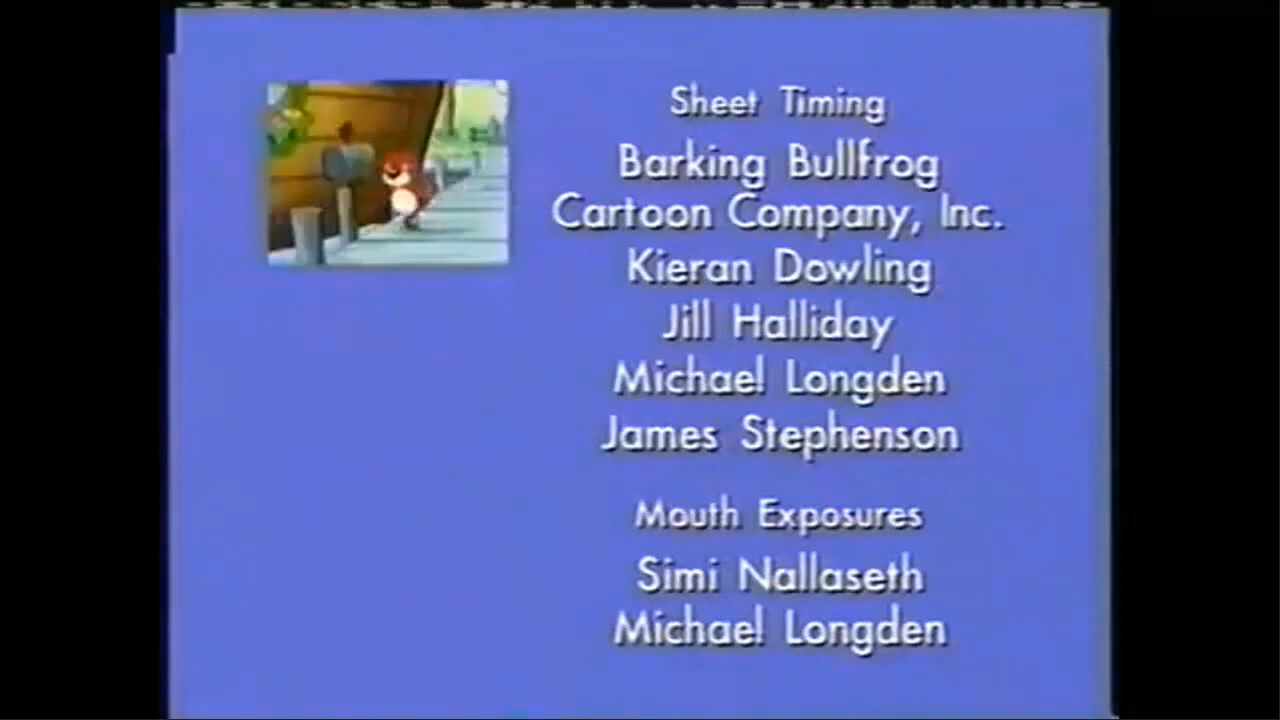 Sheet Timing
Barking Bullfrog
Cartoon Company, Inc.
Kieran Dowling
Jill Halliday
Michael Longden
James Stephenson
Mouth Exposures
Simi Nallaseth
Michael Longden